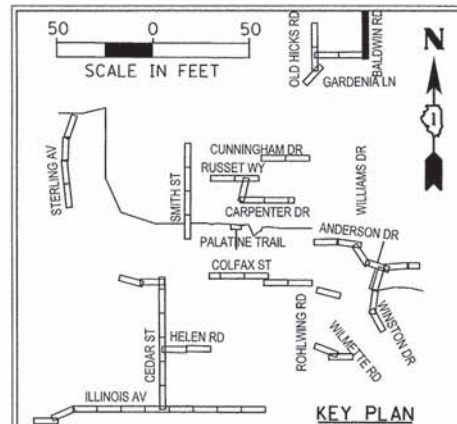 50 0 50
SCALE IN FEET
OLD HICKS RD
BALDWIN RD
GARDENIA LN
N
1
STERLING AV
SMITH ST
CUNNINGHAM DR
RUSSET WY
CARPENTER DR
WILLIAMS DR
PALATINE TRAIL
ANDERSON DR
COLFAX ST
CEDAR ST
HELEN RD
ROHLWING RD
WILMETTE RD
WINSTON DR
ILLINOIS AV
KEY PLAN